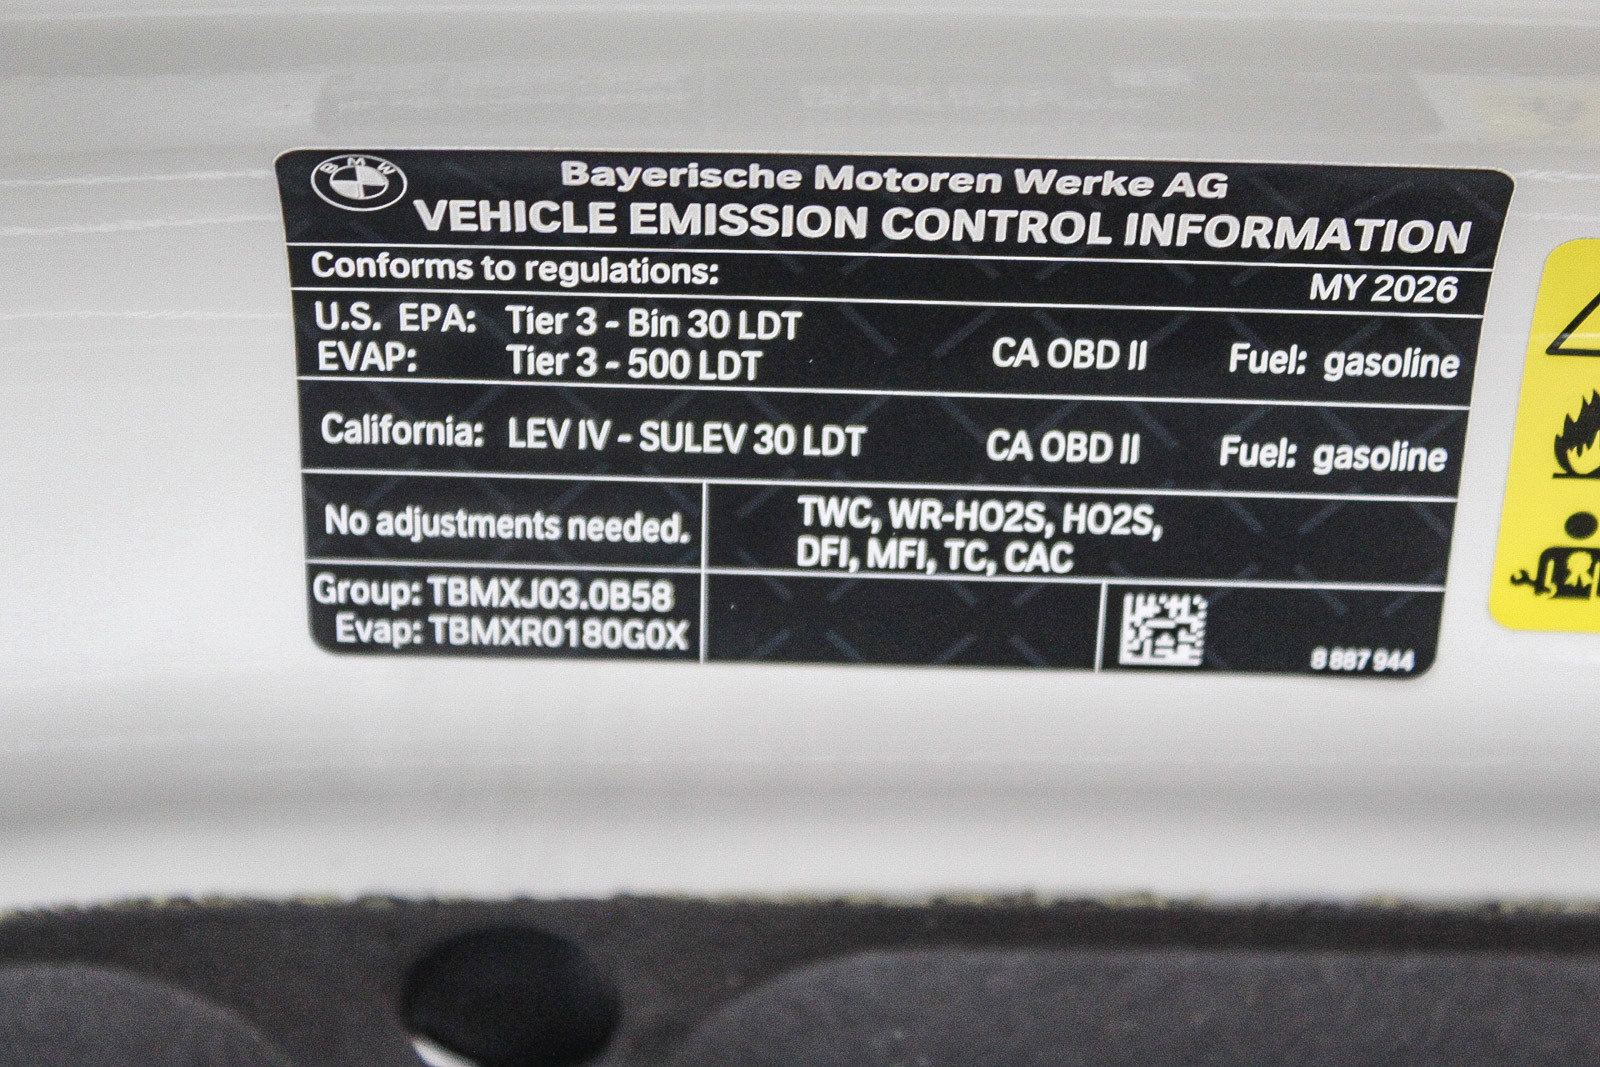 BMW
Bayerische Motoren Werke AG
VEHICLE EMISSION CONTROL INFORMATION
Conforms to regulations:
MY 2026
U.S. EPA: Tier 3 - Bin 30 LDT
EVAP: Tier 3 - 500 LDT
CA OBD II Fuel: gasoline
California: LEV IV - SULEV 30 LDT CA OBD II Fuel: gasoline
No adjustments needed.
TWC, WR-HO2S, HO2S,
DFI, MFI, TC, CAC
Group: TBMXJ03.0B58
Evap: TBMXR0180G0X
8 887 944